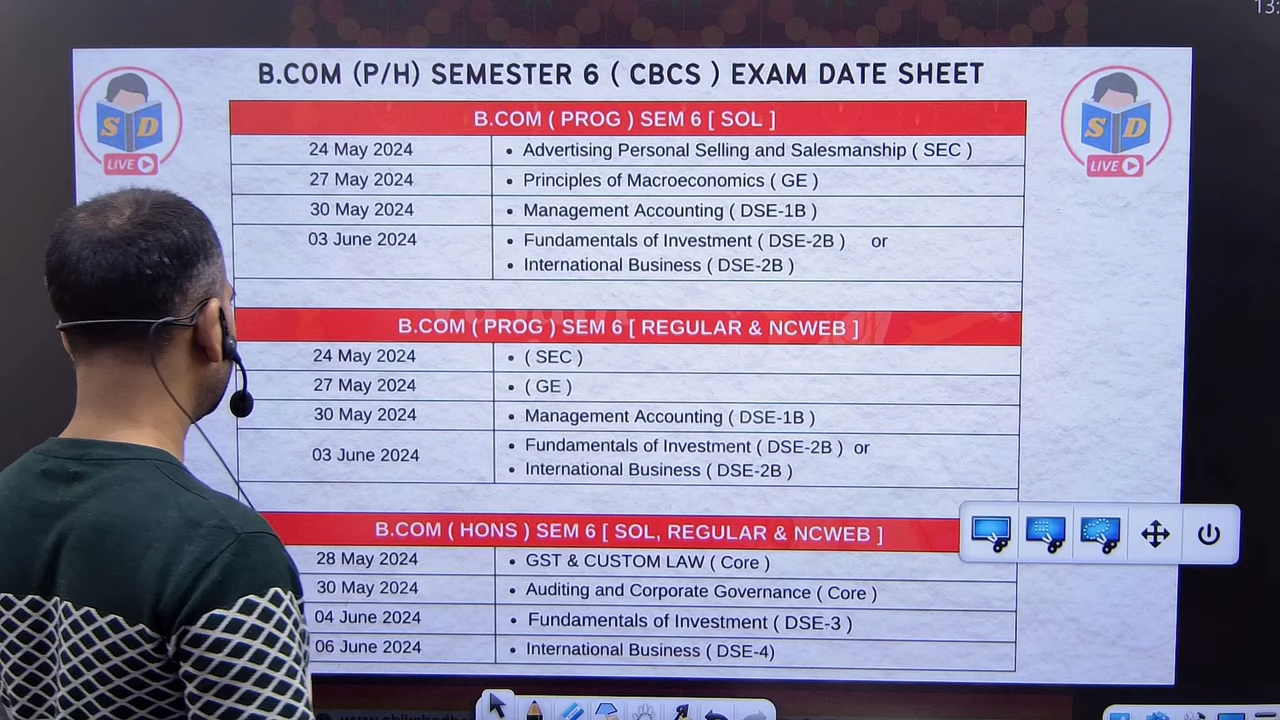 13:
B.COM (P/H) SEMESTER 6 ( CBCS ) EXAM DATE SHEET
S D
LIVE
S D
LIVE
B.COM ( PROG ) SEM 6 [ SOL ]
24 May 2024 • Advertising Personal Selling and Salesmanship ( SEC )
27 May 2024 • Principles of Macroeconomics ( GE )
30 May 2024 • Management Accounting ( DSE-1B )
03 June 2024 • Fundamentals of Investment ( DSE-2B ) or
• International Business ( DSE-2B )
B.COM ( PROG ) SEM 6 [ REGULAR & NCWEB ]
24 May 2024 • ( SEC )
27 May 2024 • ( GE )
30 May 2024 • Management Accounting ( DSE-1B )
03 June 2024 • Fundamentals of Investment ( DSE-2B ) or
• International Business ( DSE-2B )
B.COM ( HONS ) SEM 6 [ SOL, REGULAR & NCWEB ]
28 May 2024 • GST & CUSTOM LAW ( Core )
30 May 2024 • Auditing and Corporate Governance ( Core )
04 June 2024 • Fundamentals of Investment ( DSE-3 )
06 June 2024 • International Business ( DSE-4)